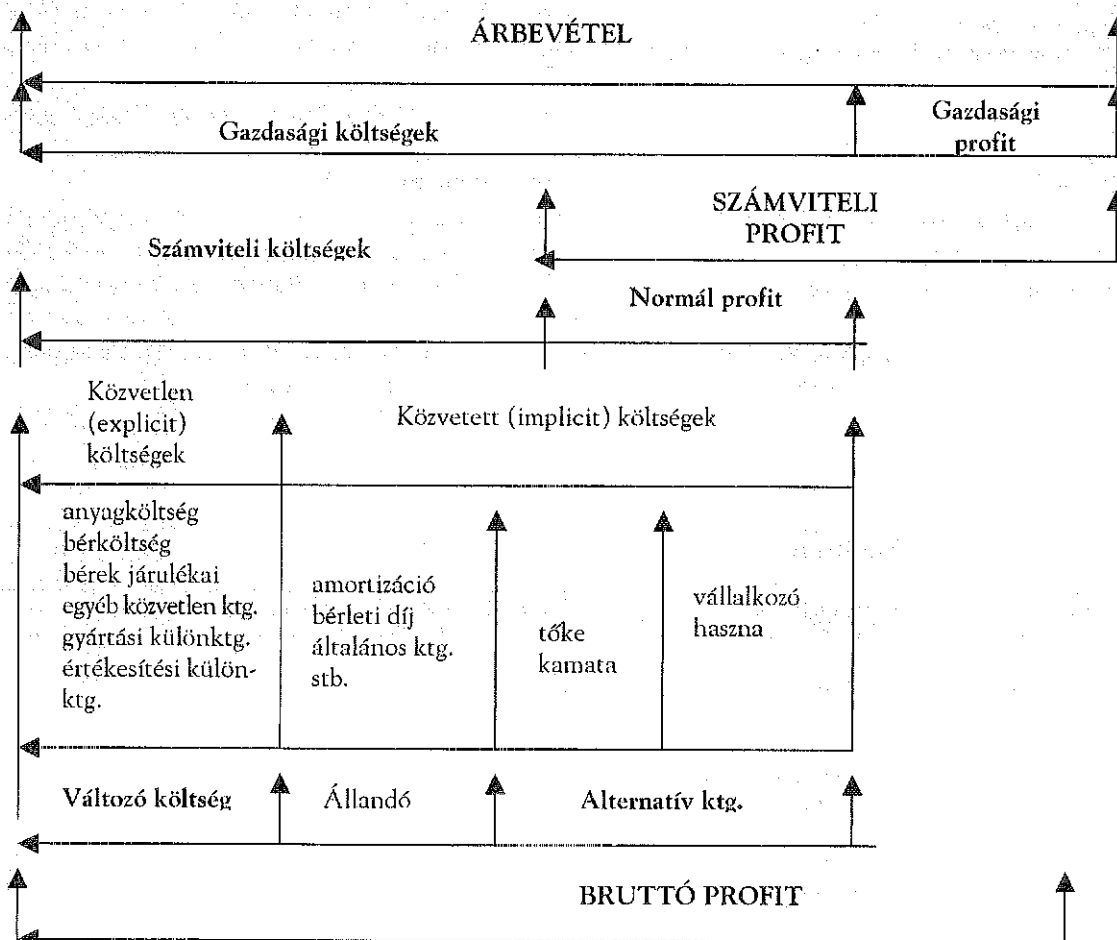 ÁRBEVÉTEL
Gazdasági költségek
Gazdasági
profit
SZÁMVITELI
PROFIT
Számviteli költségek
Normál profit
Közvetlen
(explicit)
költségek
Közvetett (implicit) költségek
anyagköltség
bérköltség
bérek járulékai
egyéb közvetlen ktg.
gyártási különktg.
értékesítési külön-
ktg.
amortizáció
bérleti díj
általános ktg.
stb.
tőke
kamata
vállalkozó
haszna
Változó költség
Állandó
Alternatív ktg.
BRUTTÓ PROFIT